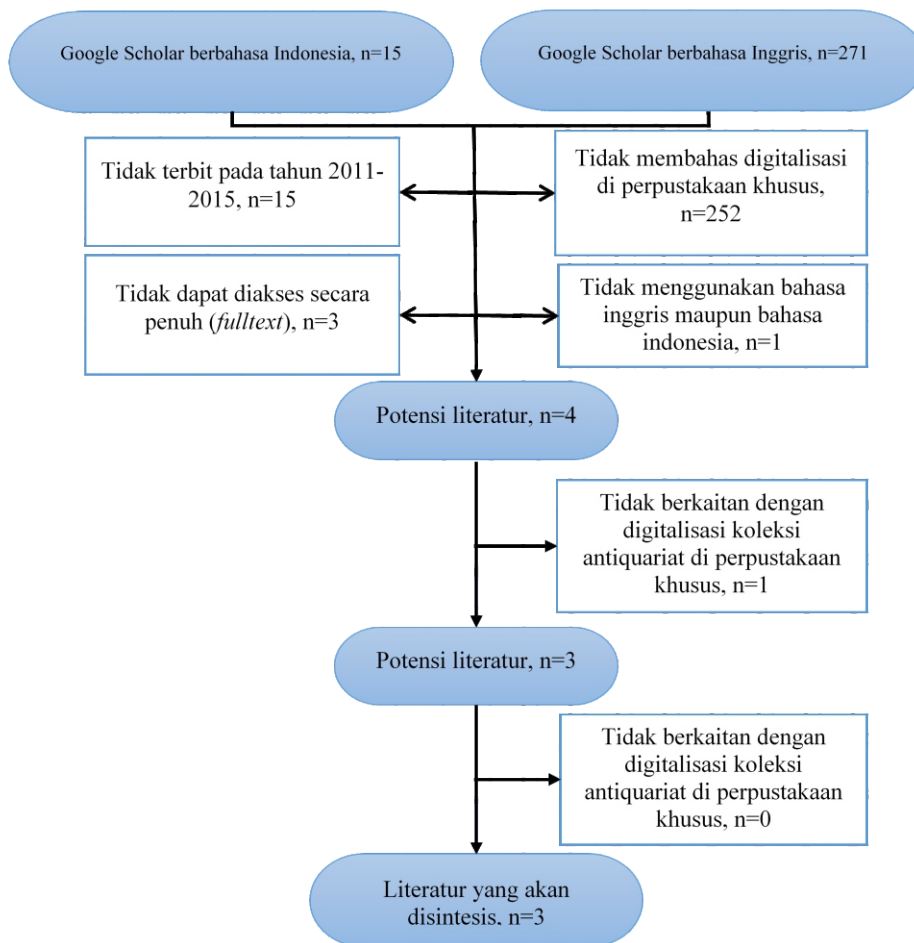 Google Scholar berbahasa Indonesia, n=15
Google Scholar berbahasa Inggris, n=271
Tidak terbit pada tahun 2011-
2015, n=15
Tidak membahas digitalisasi
di perpustakaan khusus,
n=252
Tidak dapat diakses secara
penuh (fulltext), n=3
Tidak menggunakan bahasa
inggris maupun bahasa
indonesia, n=1
Potensi literatur, n=4
Tidak berkaitan dengan
digitalisasi koleksi
antiquariat di perpustakaan
khusus, n=1
Potensi literatur, n=3
Tidak berkaitan dengan
digitalisasi koleksi
antiquariat di perpustakaan
khusus, n=0
Literatur yang akan
disintesis, n=3